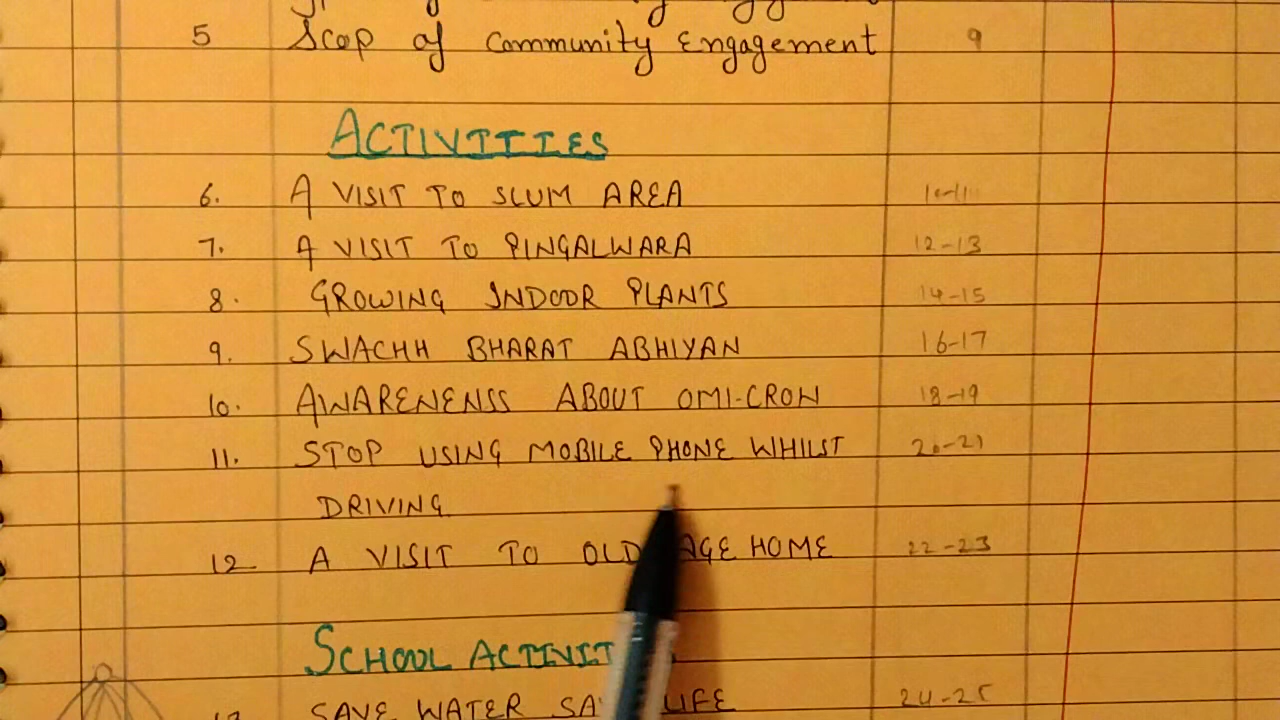 5 Scop of Community Engagement 9
ACTIVITIES
6. A VISIT TO SLUM AREA 10-11
7. A VISIT TO PINGALWARA 12-13
8. GROWING INDOOR PLANTS 14-15
9. SWACHH BHARAT ABHIYAN 16-17
10. AWARENENSS ABOUT OMI-CRON 18-19
11. STOP USING MOBILE PHONE WHILST 20-21
DRIVING
12. A VISIT TO OLD AGE HOME 22-23
SCHOOL
SAVE WATER LIFE 24-25